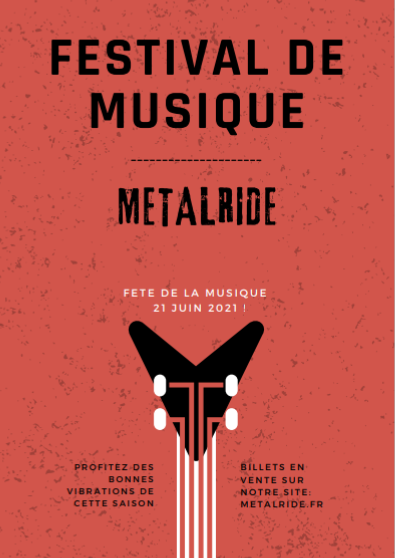 FESTIVAL DE
MUSIQUE
---------------------
METALRIDE
FETE DE LA MUSIQUE
21 JUIN 2021 !
PROFITEZ DES
BONNES
VIBRATIONS DE
CETTE SAISON
BILLETS EN
VENTE SUR
NOTRE SITE:
METALRIDE.FR